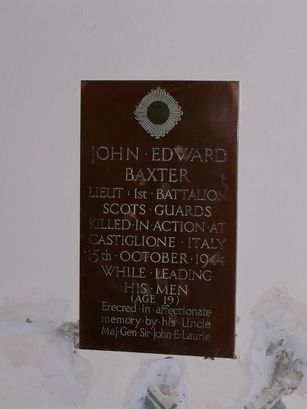 JOHN · EDWARD
BAXTER
LIEUT · 1st · BATTALION
SCOTS · GUARDS
KILLED · IN · ACTION · AT
CASTIGLIONE · ITALY
15th · OCTOBER · 1944
WHILE · LEADING
HIS · MEN
(AGE 19)
Erected · in · affectionate
memory · by · his · Uncle
Maj · Gen · Sir · John · E · Laurie